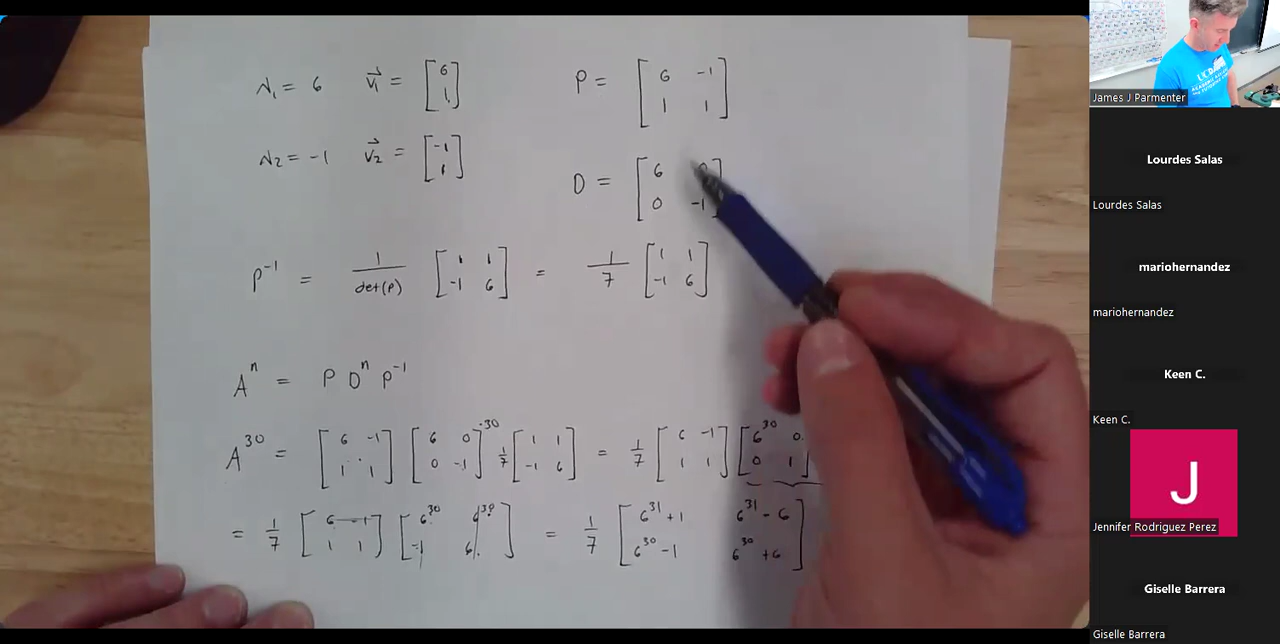 λ₁ = 6 v⃗₁ = [6; 1] P = [6 -1; 1 1]
λ₂ = -1 v⃗₂ = [-1; 1] D = [6 0; 0 -1]
P⁻¹ = 1/det(P) [1 1; -1 6] = 1/7 [1 1; -1 6]
Aⁿ = P Dⁿ P⁻¹
A³⁰ = [6 -1; 1 1] [6 0; 0 -1]³⁰ 1/7 [1 1; -1 6] = 1/7 [6 -1; 1 1] [6³⁰ 0; 0 1]
= 1/7 [6 -1; 1 1] [6³⁰ 6³⁰; -1 6] = 1/7 [6³¹+1 6³¹-6; 6³⁰-1 6³⁰+6]
James J Parmenter
Lourdes Salas
Lourdes Salas
mariohernandez
mariohernandez
Keen C.
Keen C.
J
Jennifer Rodriguez Perez
Giselle Barrera
Giselle Barrera